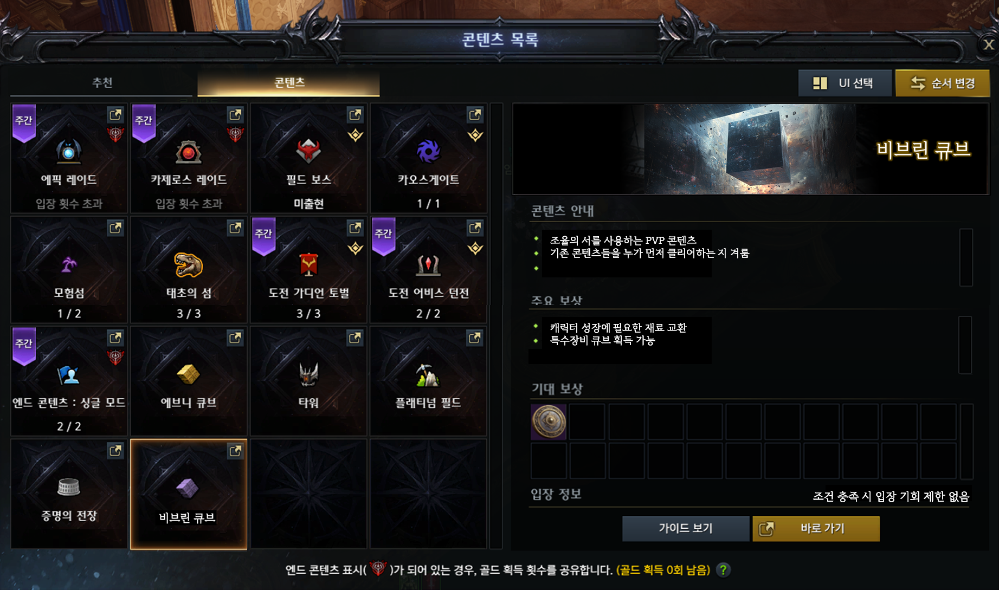 콘텐츠 목록
X
추천
콘텐츠
UI 선택
순서 변경
주간
에픽 레이드
입장 횟수 초과
주간
카제로스 레이드
입장 횟수 초과
필드 보스
미출현
카오스게이트
1 / 1
모험섬
1 / 2
태초의 섬
3 / 3
주간
도전 가디언 토벌
3 / 3
주간
도전 어비스 던전
2 / 2
주간
엔드 콘텐츠 : 싱글 모드
2 / 2
에브니 큐브
타워
플래티넘 필드
증명의 전장
비브린 큐브
비브린 큐브
콘텐츠 안내
조율의 서를 사용하는 PVP 콘텐츠
기존 콘텐츠들을 누가 먼저 클리어하는 지 겨룸
주요 보상
캐릭터 성장에 필요한 재료 교환
특수장비 큐브 획득 가능
기대 보상
입장 정보
조건 충족 시 입장 기회 제한 없음
가이드 보기
바로 가기
엔드 콘텐츠 표시( )가 되어 있는 경우, 골드 획득 횟수를 공유합니다. (골드 획득 0회 남음) ?